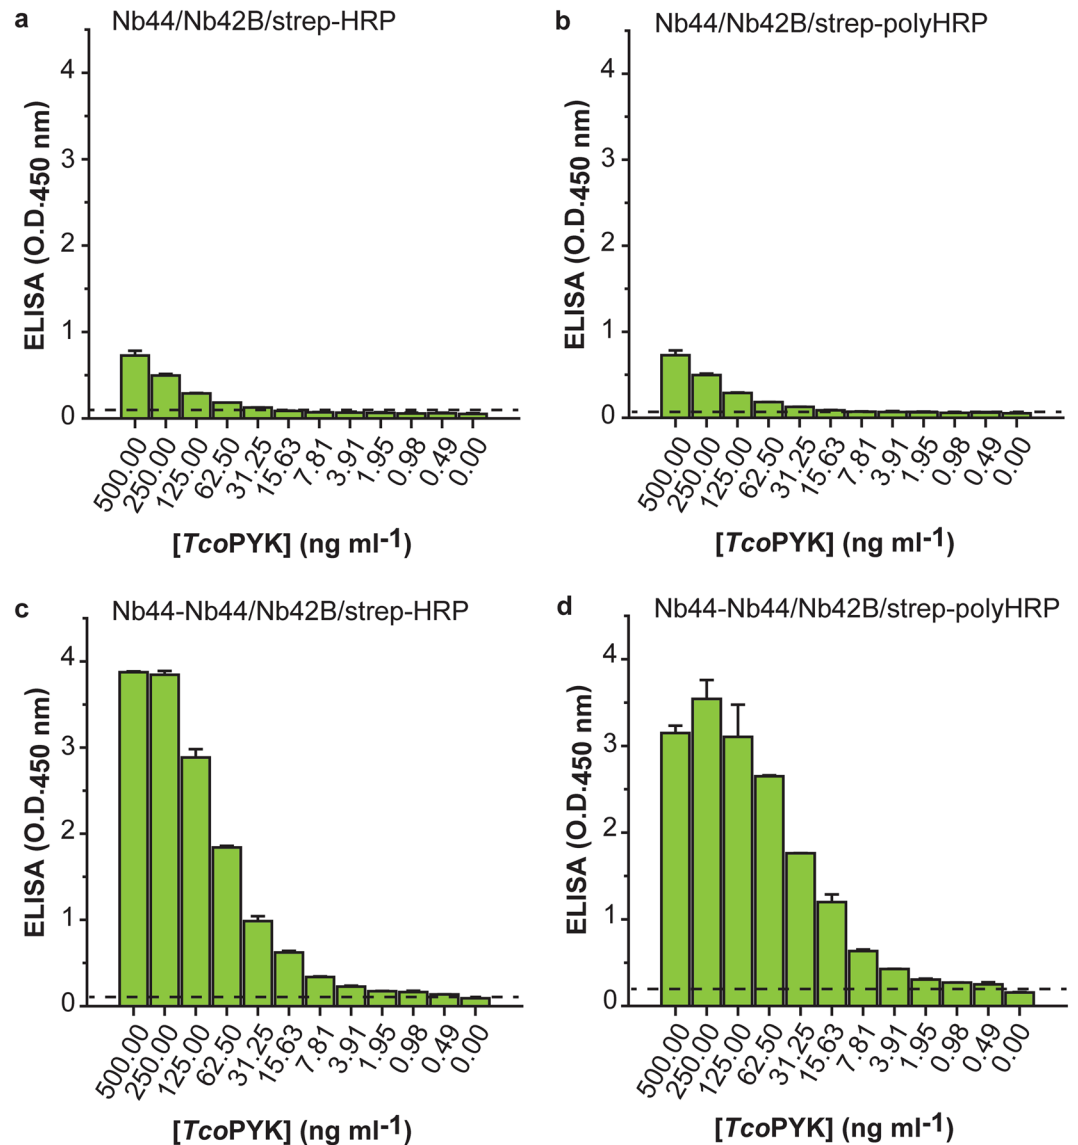 a Nb44/Nb42B/strep-HRP
4
3
2
1
0
ELISA (O.D.450 nm)
500.00 250.00 125.00 62.50 31.25 15.63 7.81 3.91 1.95 0.98 0.49 0.00
[TcoPYK] (ng ml-1)
b Nb44/Nb42B/strep-polyHRP
4
3
2
1
0
ELISA (O.D.450 nm)
500.00 250.00 125.00 62.50 31.25 15.63 7.81 3.91 1.95 0.98 0.49 0.00
[TcoPYK] (ng ml-1)
c Nb44-Nb44/Nb42B/strep-HRP
4
3
2
1
0
ELISA (O.D.450 nm)
500.00 250.00 125.00 62.50 31.25 15.63 7.81 3.91 1.95 0.98 0.49 0.00
[TcoPYK] (ng ml-1)
d Nb44-Nb44/Nb42B/strep-polyHRP
4
3
2
1
0
ELISA (O.D.450 nm)
500.00 250.00 125.00 62.50 31.25 15.63 7.81 3.91 1.95 0.98 0.49 0.00
[TcoPYK] (ng ml-1)